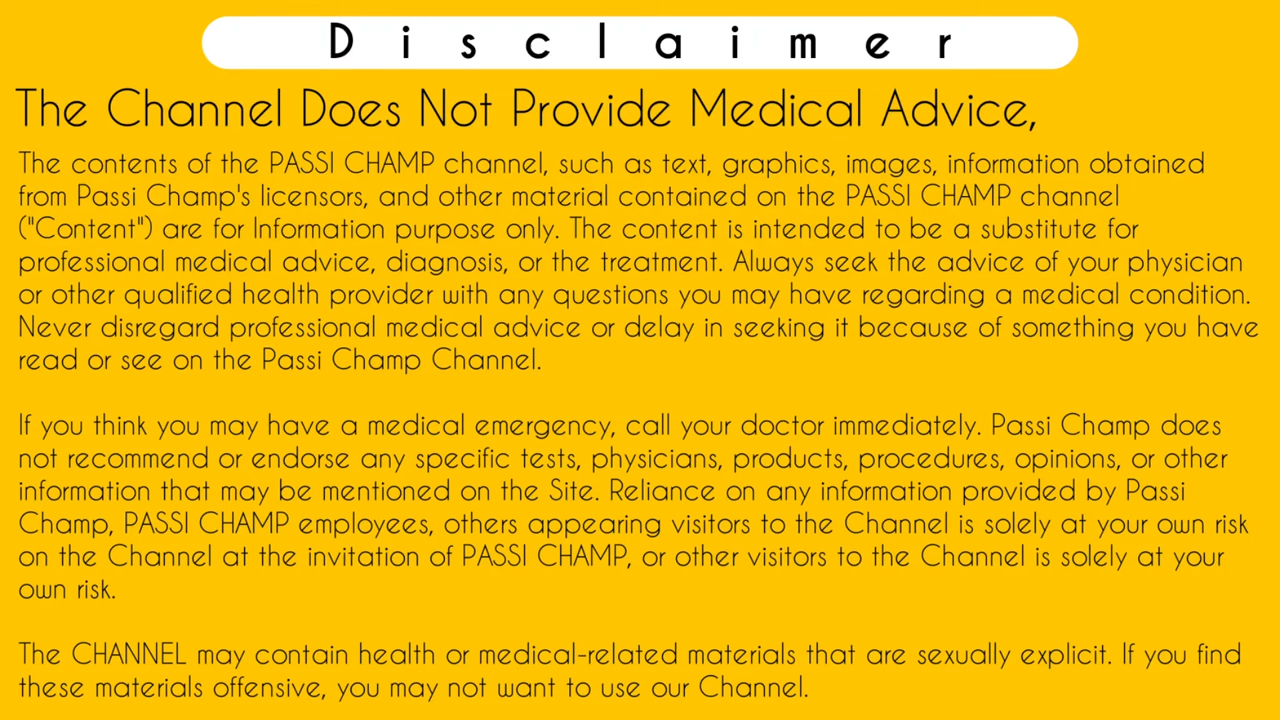 Disclaimer
The Channel Does Not Provide Medical Advice,
The contents of the PASSI CHAMP channel, such as text, graphics, images, information obtained
from Passi Champ's licensors, and other material contained on the PASSI CHAMP channel
("Content") are for Information purpose only. The content is intended to be a substitute for
professional medical advice, diagnosis, or the treatment. Always seek the advice of your physician
or other qualified health provider with any questions you may have regarding a medical condition.
Never disregard professional medical advice or delay in seeking it because of something you have
read or see on the Passi Champ Channel.
If you think you may have a medical emergency, call your doctor immediately. Passi Champ does
not recommend or endorse any specific tests, physicians, products, procedures, opinions, or other
information that may be mentioned on the Site. Reliance on any information provided by Passi
Champ, PASSI CHAMP employees, others appearing visitors to the Channel is solely at your own risk
on the Channel at the invitation of PASSI CHAMP, or other visitors to the Channel is solely at your
own risk.
The CHANNEL may contain health or medical-related materials that are sexually explicit. If you find
these materials offensive, you may not want to use our Channel.